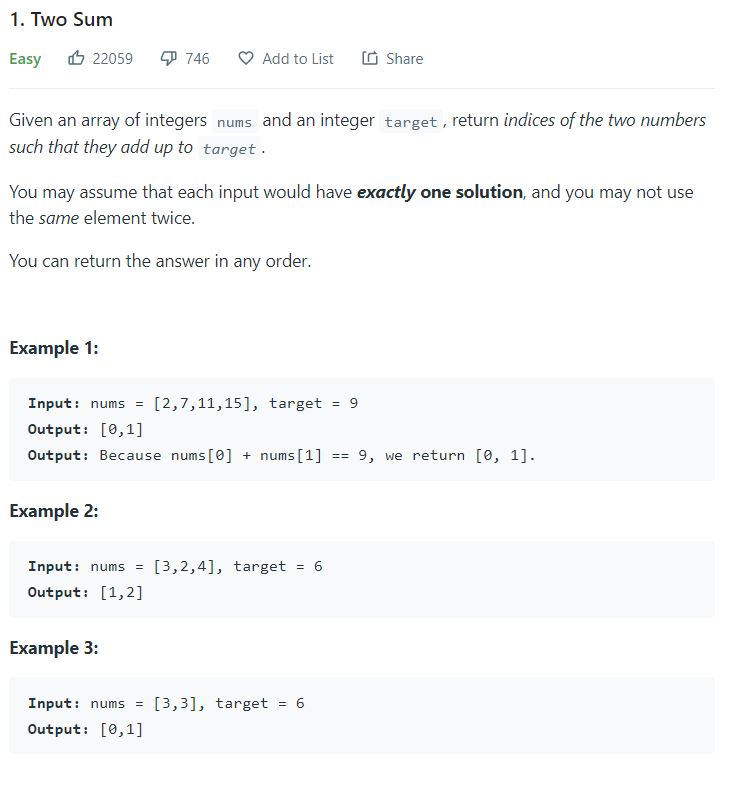 1. Two Sum
Easy 22059 746 Add to List Share
Given an array of integers nums and an integer target , return indices of the two numbers
such that they add up to target .
You may assume that each input would have exactly one solution, and you may not use
the same element twice.
You can return the answer in any order.
Example 1:
Input: nums = [2,7,11,15], target = 9
Output: [0,1]
Output: Because nums[0] + nums[1] == 9, we return [0, 1].
Example 2:
Input: nums = [3,2,4], target = 6
Output: [1,2]
Example 3:
Input: nums = [3,3], target = 6
Output: [0,1]